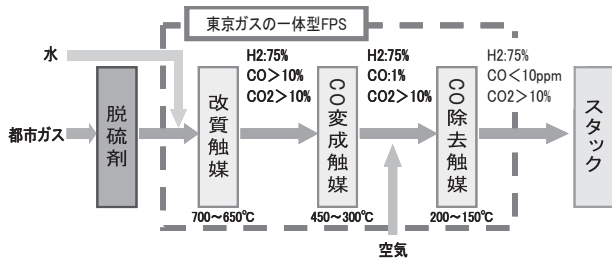 東京ガスの一体型FPS
水
都市ガス
脱硫剤
改質触媒
700～650℃
H2:75%
CO＞10%
CO2＞10%
CO変成触媒
450～300℃
H2:75%
CO:1%
CO2＞10%
空気
CO除去触媒
200～150℃
H2:75%
CO＜10ppm
CO2＞10%
スタック